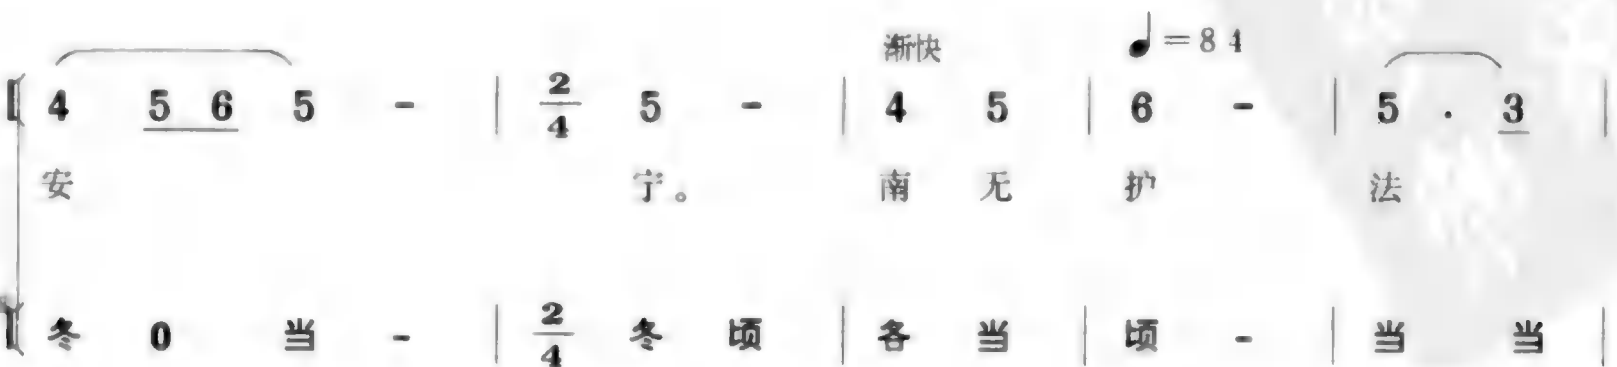 渐快 ♩=84
4 5 6 5 - | 2/4 5 - | 4 5 | 6 - | 5 . 3 |
安 宁。 南 无 护 法
冬 0 当 - | 2/4 冬 顷 | 各 当 | 顷 - | 当 当 |